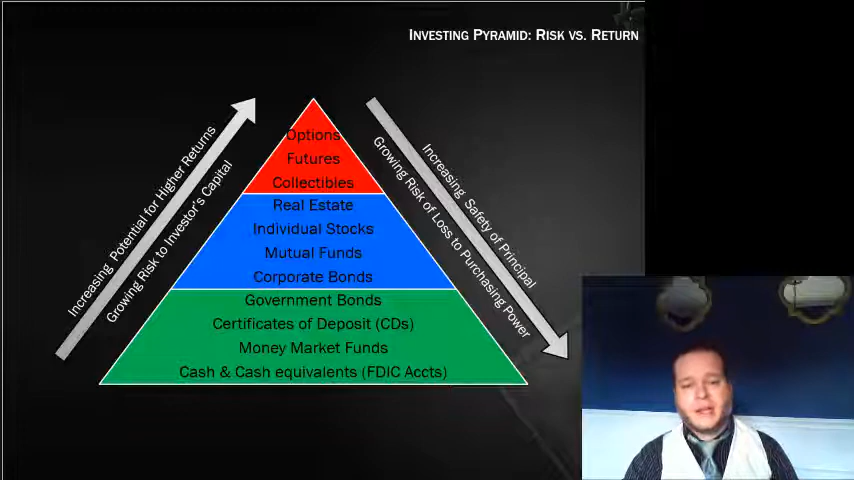 INVESTING PYRAMID: RISK VS. RETURN
Increasing Potential for Higher Returns
Growing Risk to Investor's Capital
Options
Futures
Collectibles
Real Estate
Individual Stocks
Mutual Funds
Corporate Bonds
Government Bonds
Certificates of Deposit (CDs)
Money Market Funds
Cash & Cash equivalents (FDIC Accts)
Increasing Safety of Principal
Growing Risk of Loss to Purchasing Power